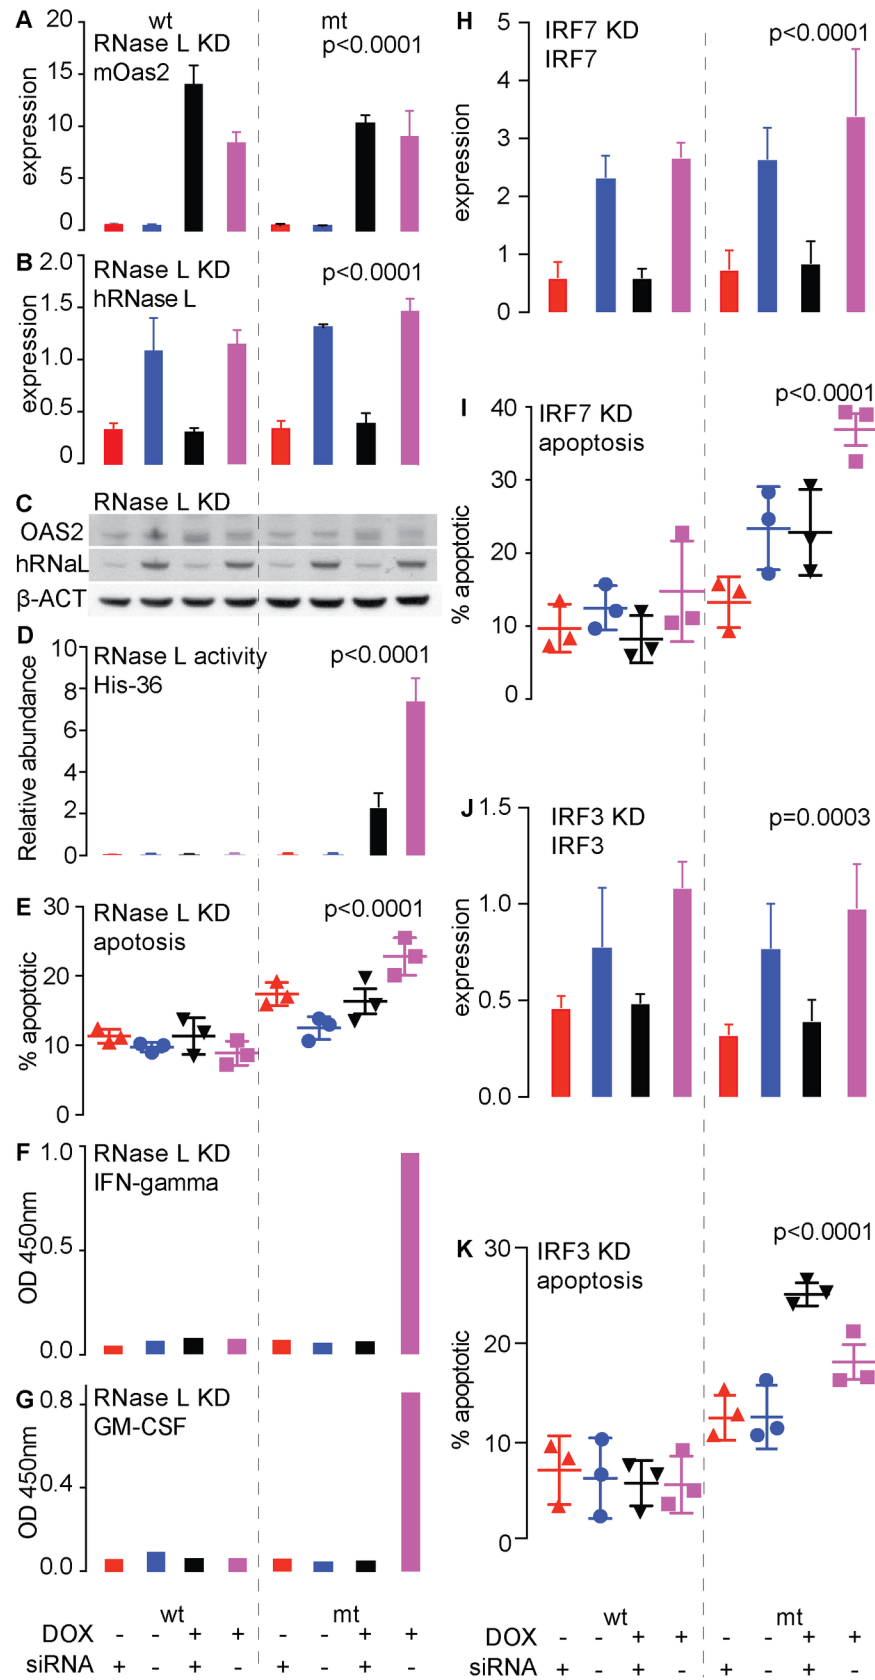 wt
mt
A
20
15
10
5
0
expression
RNase L KD
mOas2
p<0.0001
B
2.0
1.5
1.0
0.5
0
expression
RNase L KD
hRNase L
p<0.0001
C
RNase L KD
OAS2
hRNaL
β-ACT
D
10
8
6
4
2
0
Relative abundance
RNase L activity
His-36
p<0.0001
E
30
20
10
0
% apoptotic
RNase L KD
apotosis
p<0.0001
F
1.0
0.5
0.0
OD 450nm
RNase L KD
IFN-gamma
G
0.8
0.4
0.0
OD 450nm
RNase L KD
GM-CSF
wt
mt
DOX - - + + - - + +
siRNA + - + - + - + -
H
5
4
3
2
1
0
expression
IRF7 KD
IRF7
p<0.0001
I
40
30
20
10
0
% apoptotic
IRF7 KD
apoptosis
p<0.0001
J
1.5
1.0
0.5
0.0
expression
IRF3 KD
IRF3
p=0.0003
K
30
20
10
0
% apoptotic
IRF3 KD
apoptosis
p<0.0001
wt
mt
DOX - - + + - - + +
siRNA + - + - + - + -